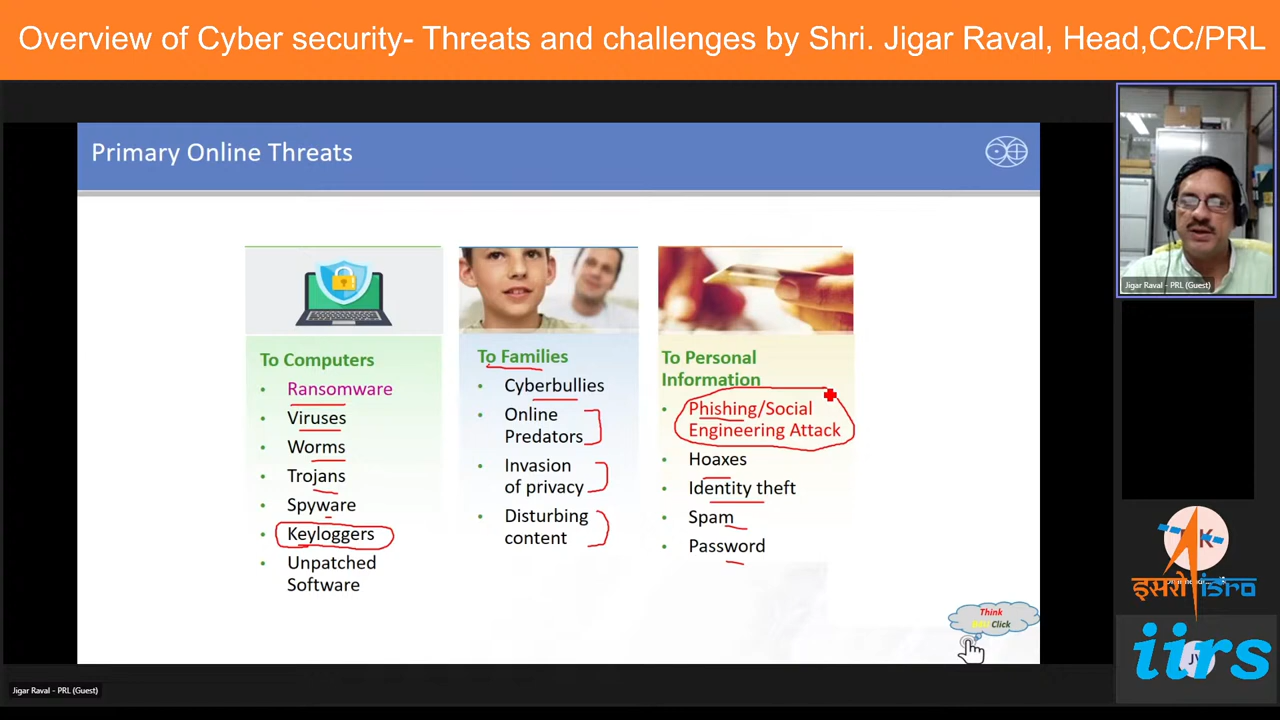 Overview of Cyber security- Threats and challenges by Shri. Jigar Raval, Head,CC/PRL
Primary Online Threats
To Computers
Ransomware
Viruses
Worms
Trojans
Spyware
Keyloggers
Unpatched
Software
To Families
Cyberbullies
Online
Predators
Invasion
of privacy
Disturbing
content
To Personal
Information
Phishing/Social
Engineering Attack
Hoaxes
Identity theft
Spam
Password
Think
Click
Jigar Raval - PRL (Guest)
K
इसरो isro
iirs
JY
Jigar Raval - PRL (Guest)